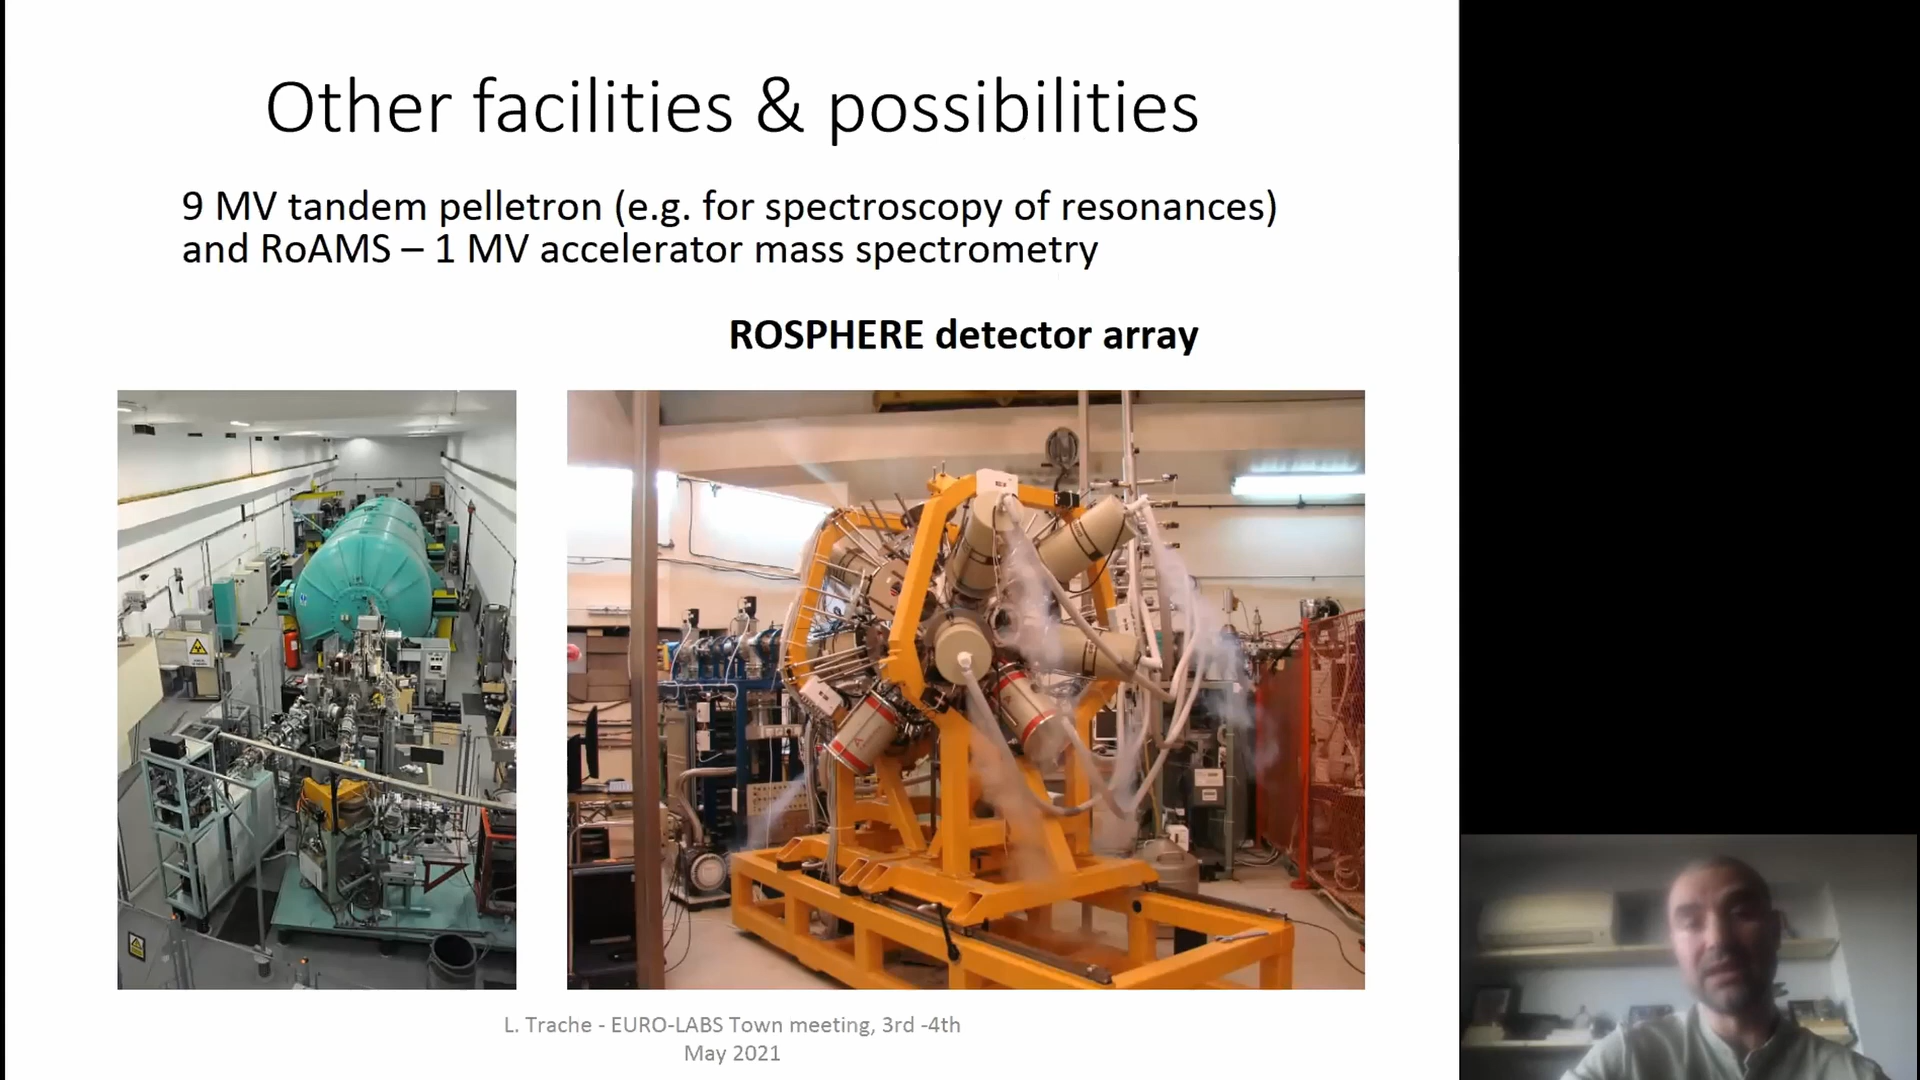 Other facilities & possibilities
9 MV tandem pelletron (e.g. for spectroscopy of resonances)
and RoAMS – 1 MV accelerator mass spectrometry
ROSPHERE detector array
L. Trache - EURO-LABS Town meeting, 3rd -4th
May 2021